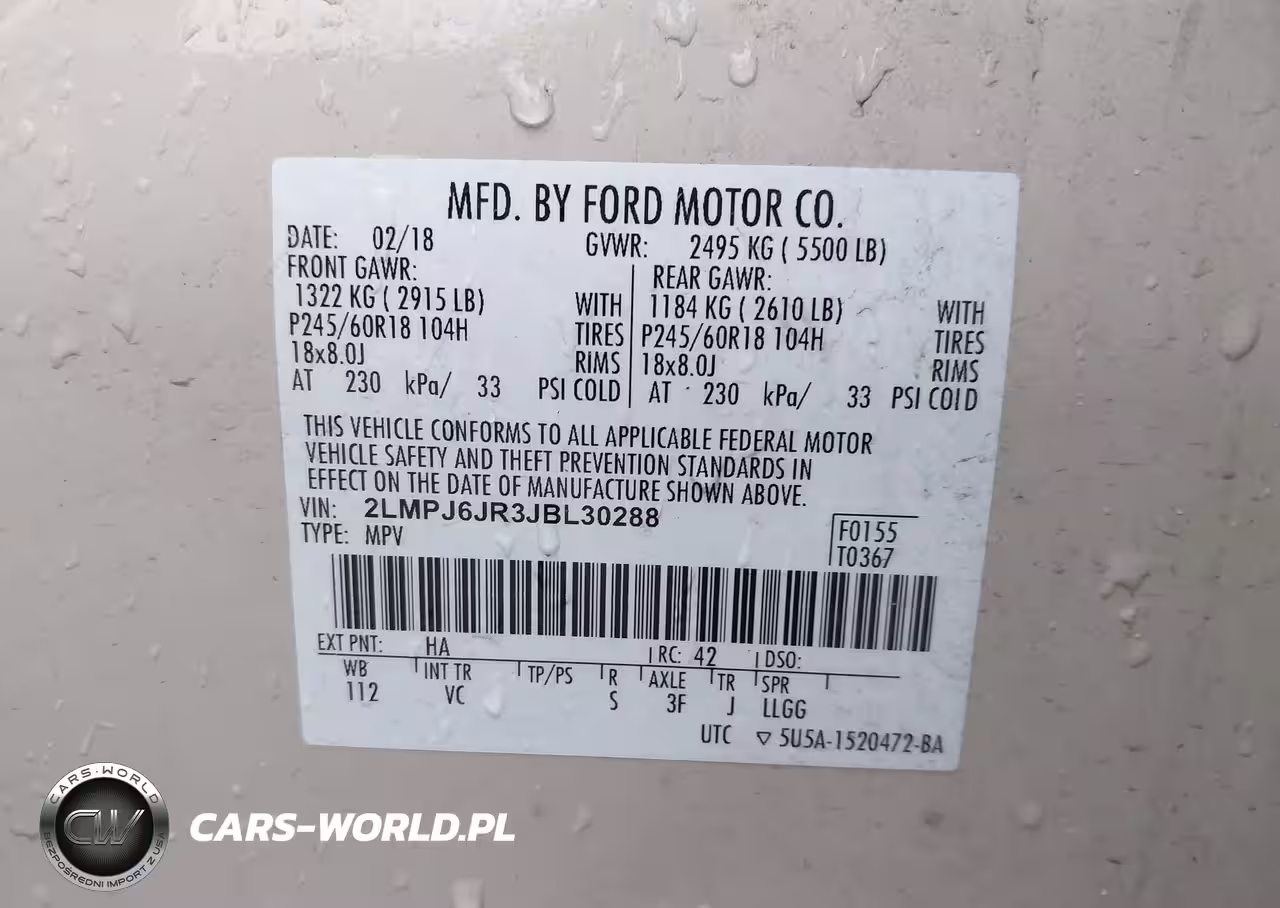 MFD. BY FORD MOTOR CO.
DATE: 02/18 GVWR: 2495 KG ( 5500 LB)
FRONT GAWR: REAR GAWR:
1322 KG ( 2915 LB) WITH 1184 KG ( 2610 LB) WITH
P245/60R18 104H TIRES P245/60R18 104H TIRES
18x8.0J RIMS 18x8.0J RIMS
AT 230 kPa/ 33 PSI COLD AT 230 kPa/ 33 PSI COLD
THIS VEHICLE CONFORMS TO ALL APPLICABLE FEDERAL MOTOR
VEHICLE SAFETY AND THEFT PREVENTION STANDARDS IN
EFFECT ON THE DATE OF MANUFACTURE SHOWN ABOVE.
VIN: 2LMPJ6JR3JBL30288
TYPE: MPV
F0155
T0367
EXT PNT: HA RC: 42 DSO:
WB INT TR TP/PS R AXLE TR SPR
112 VC S 3F J LLGG
UTC ▽ 5U5A-1520472-BA
CARS-WORLD
CW
BEZPOŚREDNI IMPORT Z USA
CARS-WORLD.PL